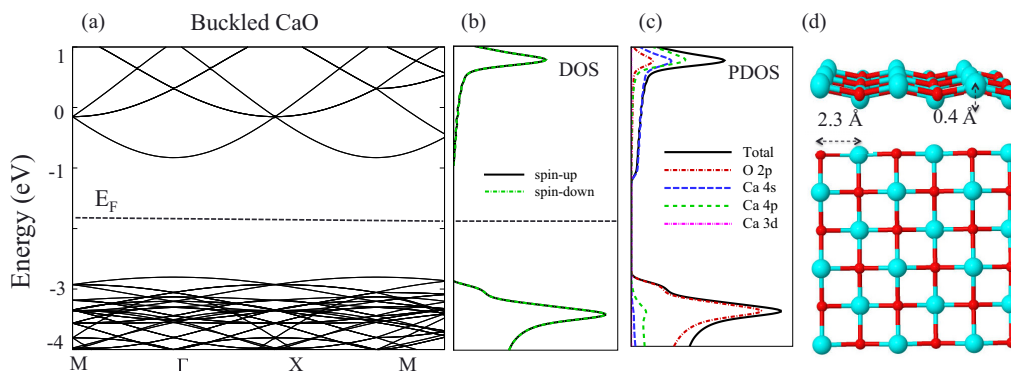 (a)
Buckled CaO
(b)
(c)
(d)
1
0
-1
-3
-4
Energy (eV)
E_F
M
Γ
X
M
DOS
spin-up
spin-down
PDOS
Total
O 2p
Ca 4s
Ca 4p
Ca 3d
2.3 Å
0.4 Å